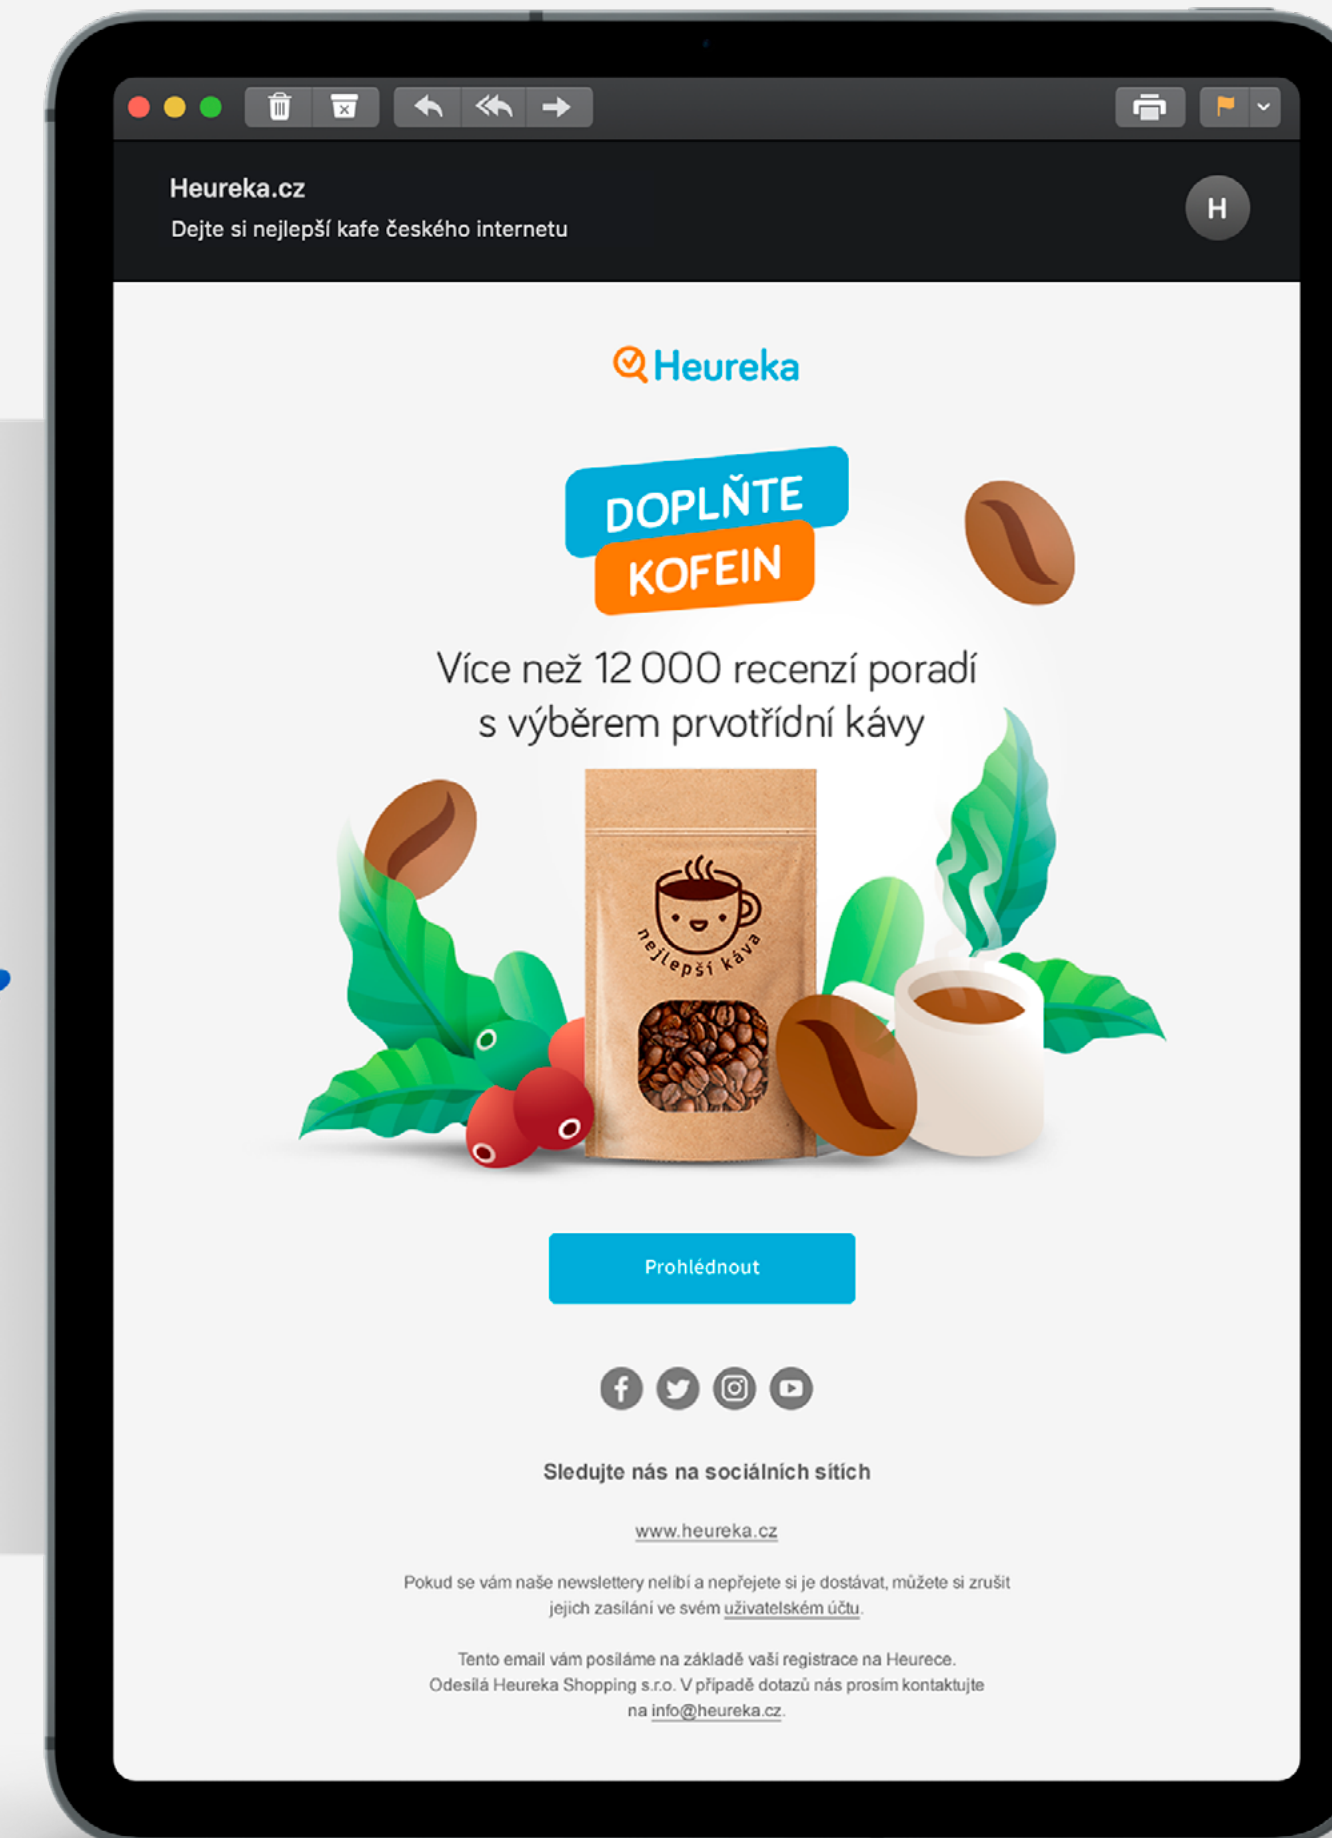 Heureka.cz
Dejte si nejlepší kafe českého internetu
H
Heureka
DOPLŇTE
KOFEIN
Více než 12 000 recenzí poradí
s výběrem prvotřídní kávy
nejlepší káva
Prohlédnout
Sledujte nás na sociálních sítích
www.heureka.cz
Pokud se vám naše newslettery nelíbí a nepřejete si je dostávat, můžete si zrušit
jejich zasílání ve svém uživatelském účtu.
Tento email vám posíláme na základě vaší registrace na Heurece.
Odesílá Heureka Shopping s.r.o. V případě dotazů nás prosím kontaktujte
na info@heureka.cz.